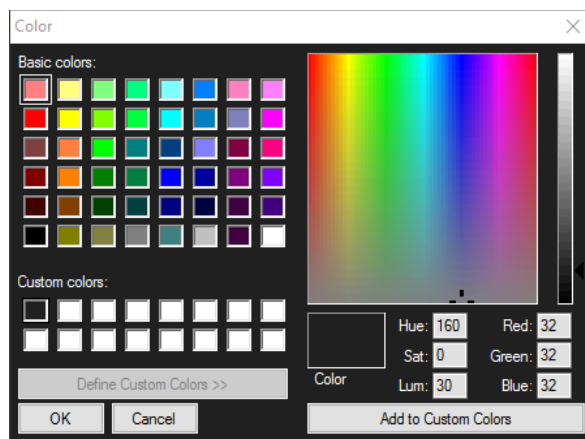 Color
Basic colors:
Custom colors:
Define Custom Colors >>
OK Cancel
Color
Hue: 160 Red: 32
Sat: 0 Green: 32
Lum: 30 Blue: 32
Add to Custom Colors